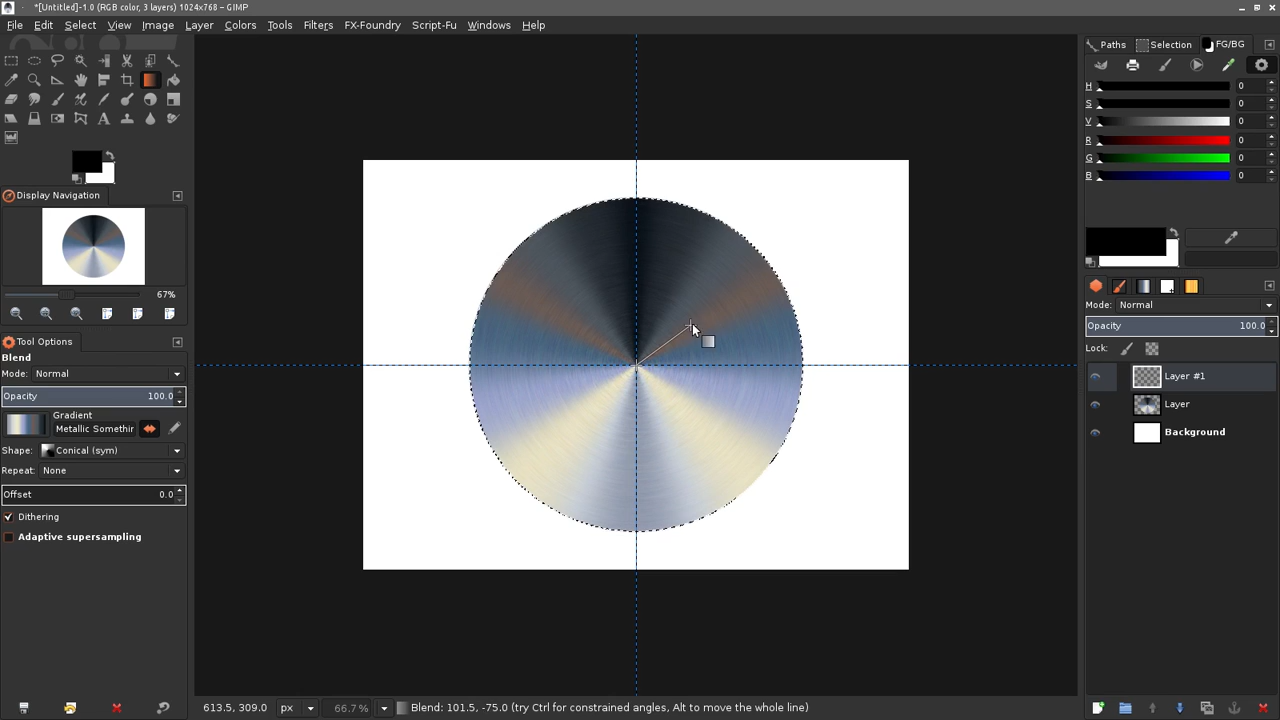 *[Untitled]-1.0 (RGB color, 3 layers) 1024x768 – GIMP
File Edit Select View Image Layer Colors Tools Filters FX-Foundry Script-Fu Windows Help
Paths Selection FG/BG
H 0
S 0
V 0
R 0
G 0
B 0
Display Navigation
67%
Tool Options
Blend
Mode: Normal
Opacity 100.0
Gradient
Metallic Somethir
Shape: Conical (sym)
Repeat: None
Offset 0.0
Dithering
Adaptive supersampling
Mode: Normal
Opacity 100.0
Lock:
Layer #1
Layer
Background
613.5, 309.0 px 66.7% Blend: 101.5, -75.0 (try Ctrl for constrained angles, Alt to move the whole line)